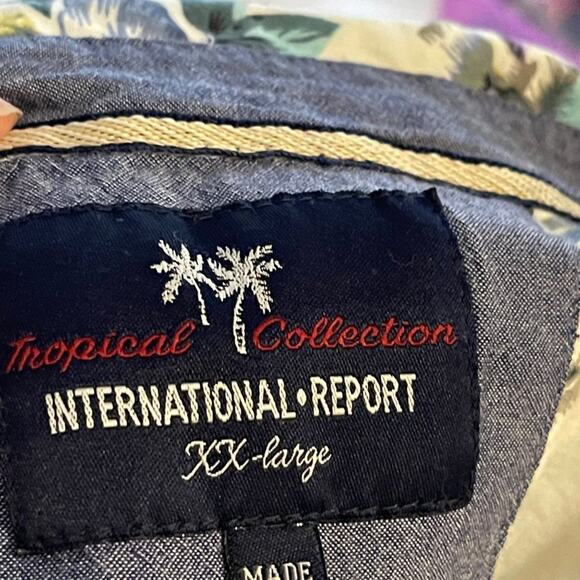 Tropical Collection
INTERNATIONAL•REPORT
XX-large
MADE